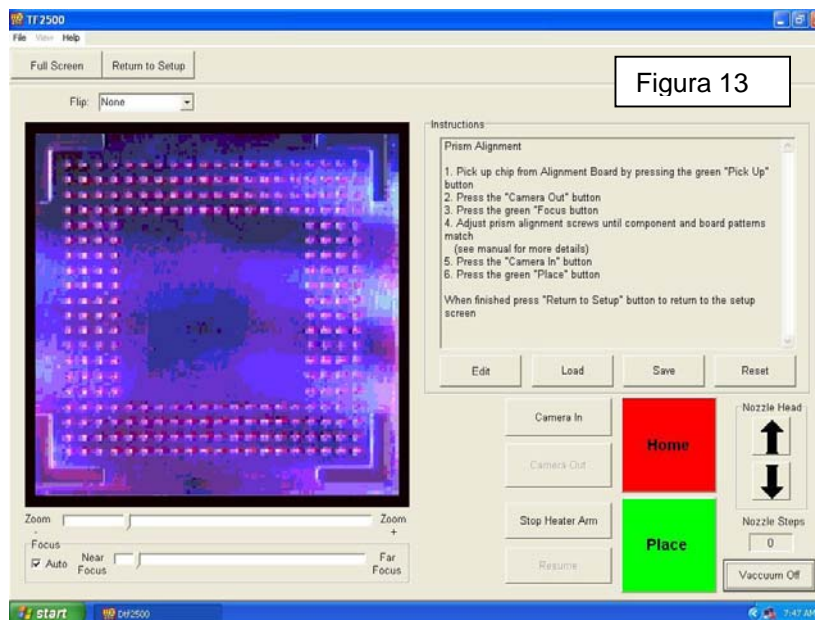 TF2500
File View Help
Full Screen Return to Setup
Figura 13
Flip: None
Instructions
Prism Alignment
1. Pick up chip from Alignment Board by pressing the green "Pick Up"
button
2. Press the "Camera Out" button
3. Press the green "Focus button
4. Adjust prism alignment screws until component and board patterns
match
(see manual for more details)
5. Press the "Camera In" button
6. Press the green "Place" button
When finished press "Return to Setup" button to return to the setup
screen
Edit Load Save Reset
Camera In
Camera Out
Home
Nozzle Head
Zoom - Zoom +
Focus
Auto Near Focus Far Focus
Stop Heater Arm
Resume
Place
Nozzle Steps
0
Vaccuum Off
start Dtf2500 7:47 AM